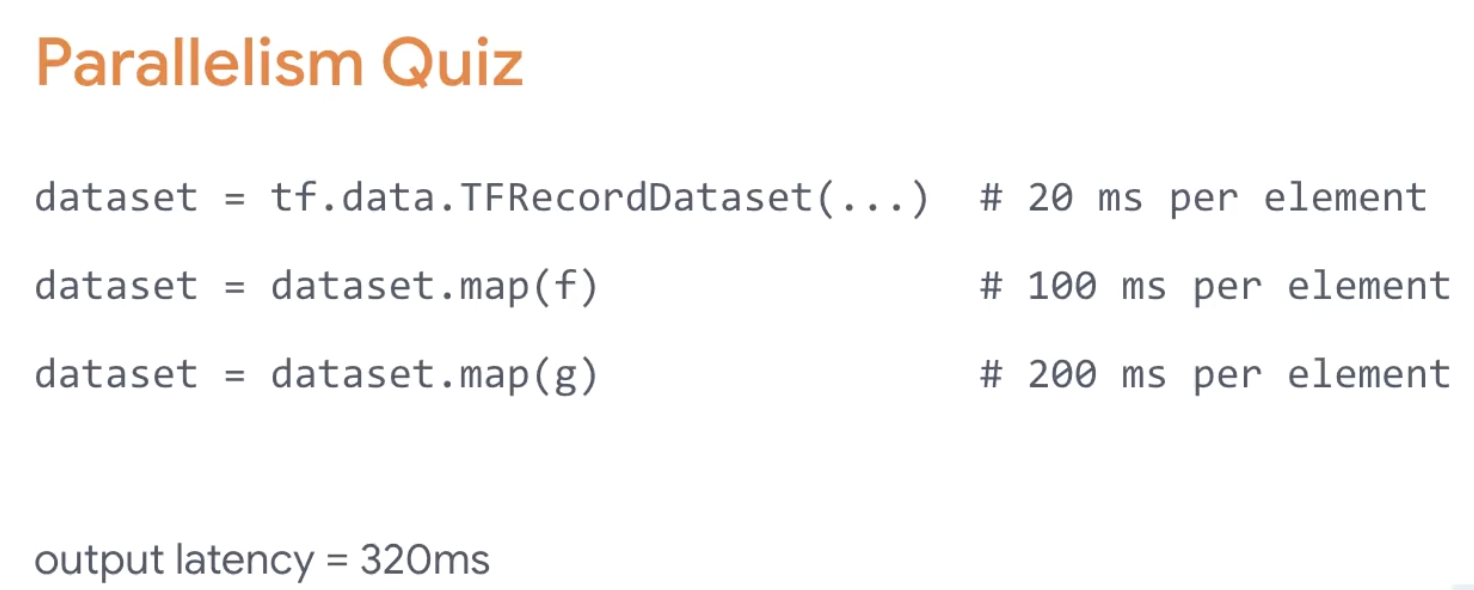 Parallelism Quiz
dataset = tf.data.TFRecordDataset(...)  # 20 ms per element
dataset = dataset.map(f)                # 100 ms per element
dataset = dataset.map(g)                # 200 ms per element
output latency = 320ms